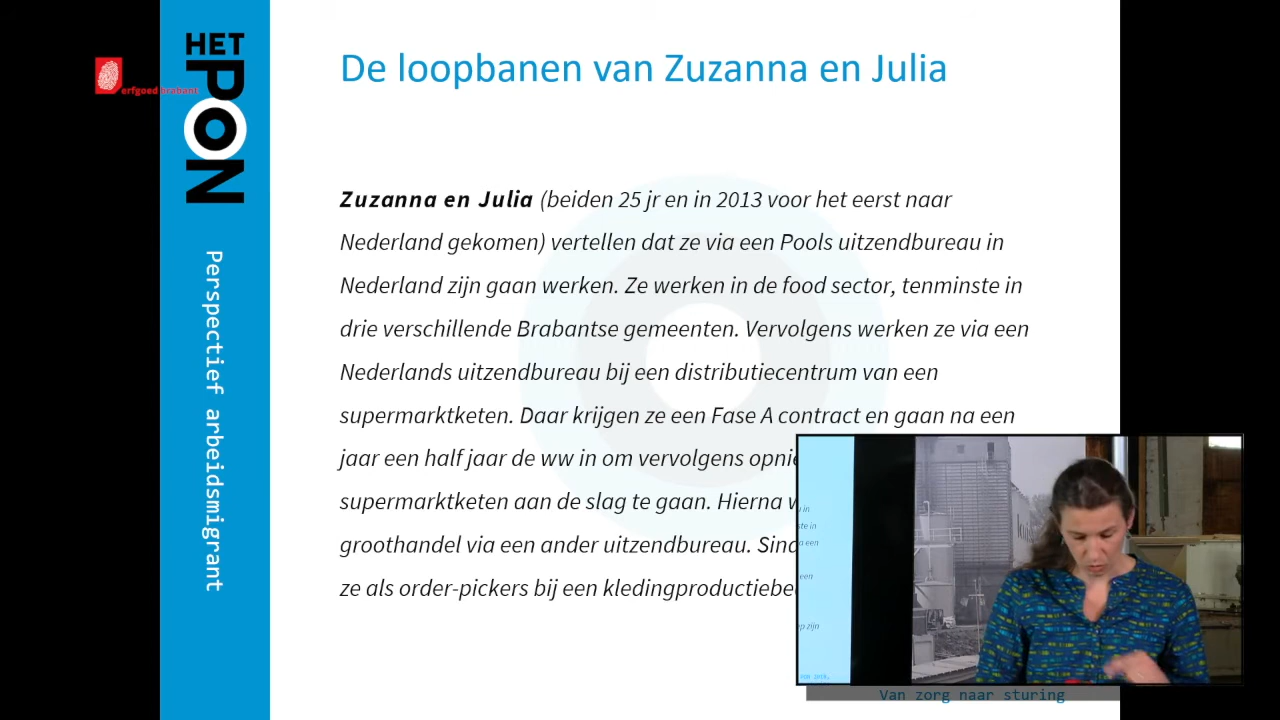 HET
PON
erfgoed brabant
Perspectief arbeidsmigrant
De loopbanen van Zuzanna en Julia
Zuzanna en Julia (beiden 25 jr en in 2013 voor het eerst naar
Nederland gekomen) vertellen dat ze via een Pools uitzendbureau in
Nederland zijn gaan werken. Ze werken in de food sector, tenminste in
drie verschillende Brabantse gemeenten. Vervolgens werken ze via een
Nederlands uitzendbureau bij een distributiecentrum van een
supermarktketen. Daar krijgen ze een Fase A contract en gaan na een
jaar een half jaar de ww in om vervolgens
supermarktketen aan de slag te gaan. Hierna
groothandel via een ander uitzendbureau.
ze als order-pickers bij een
Van zorg naar sturing